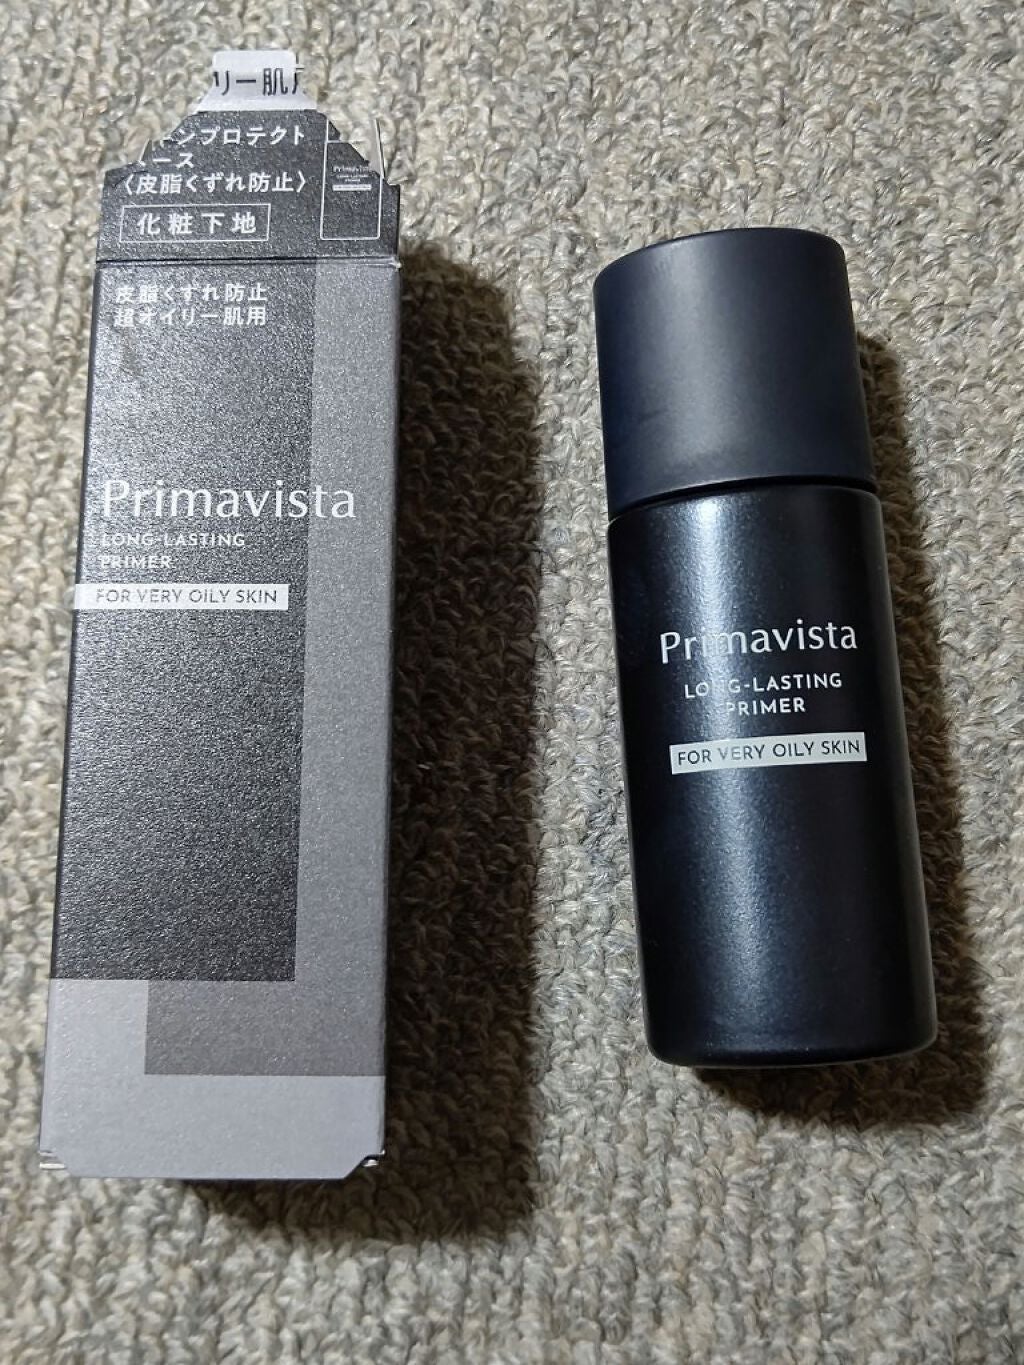 リー肌
ンプロテクト
ース
〈皮脂くずれ防止〉
化粧下地
皮脂くずれ防止
超オイリー肌用
Primavista
LONG-LASTING
PRIMER
FOR VERY OILY SKIN
Primavista
LONG-LASTING
PRIMER
FOR VERY OILY SKIN